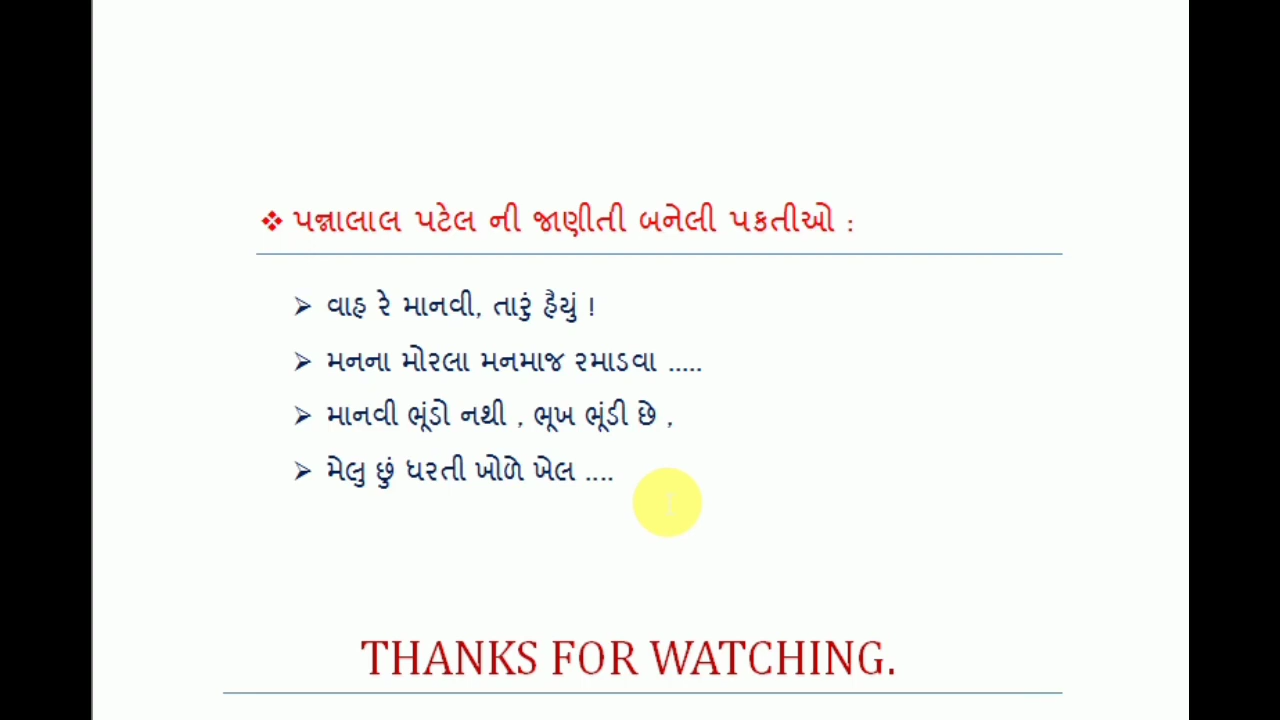 ❖ પન્નાલાલ પટેલ ની જાણીતી બનેલી પકતીઓ :
➢ વાહ રે માનવી, તારું હૈયું !
➢ મનના મોરલા મનમાજ રમાડવા .....
➢ માનવી ભૂંડો નથી , ભૂખ ભૂંડી છે ,
➢ મેલુ છું ધરતી ખોળે ખેલ ....
THANKS FOR WATCHING.